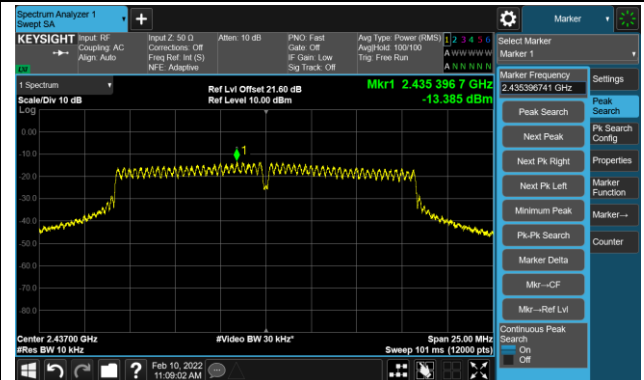 Spectrum Analyzer 1
Swept SA
Marker
KEYSIGHT
Input: RF
Coupling: AC
Align: Auto
Input Z: 50 Ω
Corrections: Off
Freq Ref: Int (S)
NFE: Adaptive
Atten: 10 dB
PNO: Fast
Gate: Off
IF Gain: Low
Sig Track: Off
Avg Type: Power (RMS)
Avg|Hold: 100/100
Trig: Free Run
1 2 3 4 5 6
A W W W W W
A N N N N N
Select Marker
Marker 1
1 Spectrum
Scale/Div 10 dB
Ref Lvl Offset 21.60 dB
Ref Level 10.00 dBm
Mkr1 2.435 396 7 GHz
-13.385 dBm
Log
0.00
-10.0
-20.0
-30.0
-40.0
-50.0
-60.0
-70.0
-80.0
1
Center 2.43700 GHz
#Res BW 10 kHz
#Video BW 30 kHz*
Span 25.00 MHz
Sweep 101 ms (12000 pts)
Marker Frequency
2.435396741 GHz
Peak Search
Next Peak
Next Pk Right
Next Pk Left
Minimum Peak
Pk-Pk Search
Marker Delta
Mkr→CF
Mkr→Ref Lvl
Continuous Peak
Search
On
Off
Settings
Peak
Search
Pk Search
Config
Properties
Marker
Function
Marker→
Counter
Feb 10, 2022
11:09:02 AM